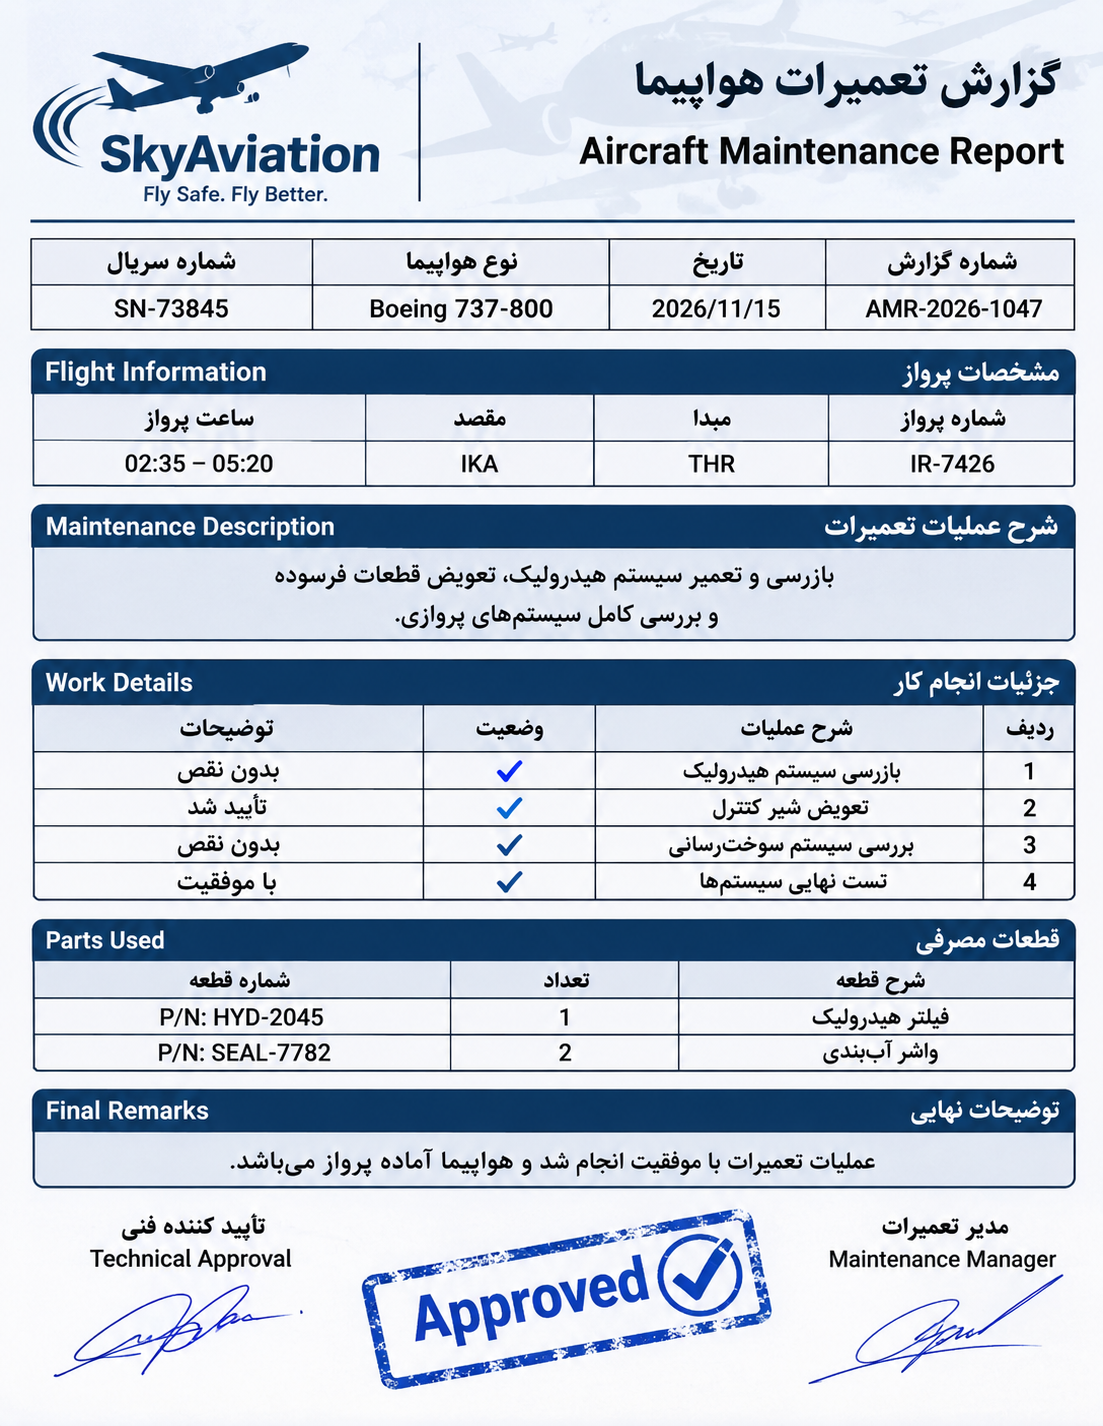 SkyAviation
Fly Safe. Fly Better.
گزارش تعمیرات هواپیما
Aircraft Maintenance Report
شماره گزارش تاریخ نوع هواپیما شماره سریال
AMR-2026-1047 2026/11/15 Boeing 737-800 SN-73845
مشخصات پرواز Flight Information
شماره پرواز مبدا مقصد ساعت پرواز
IR-7426 THR IKA 02:35 – 05:20
شرح عملیات تعمیرات Maintenance Description
بازرسی و تعمیر سیستم هیدرولیک، تعویض قطعات فرسوده
و بررسی کامل سیستم‌های پروازی.
جزئیات انجام کار Work Details
ردیف شرح عملیات وضعیت توضیحات
1 بازرسی سیستم هیدرولیک ✓ بدون نقص
2 تعویض شیر کتترل ✓ تأیید شد
3 بررسی سیستم سوخت‌رسانی ✓ بدون نقص
4 تست نهایی سیستم‌ها ✓ با موفقیت
قطعات مصرفی Parts Used
شرح قطعه تعداد شماره قطعه
فیلتر هیدرولیک 1 P/N: HYD-2045
واشر آب‌بندی 2 P/N: SEAL-7782
توضیحات نهایی Final Remarks
عملیات تعمیرات با موفقیت انجام شد و هواپیما آماده پرواز می‌باشد.
مدیر تعمیرات
Maintenance Manager
تأیید کننده فنی
Technical Approval
Approved